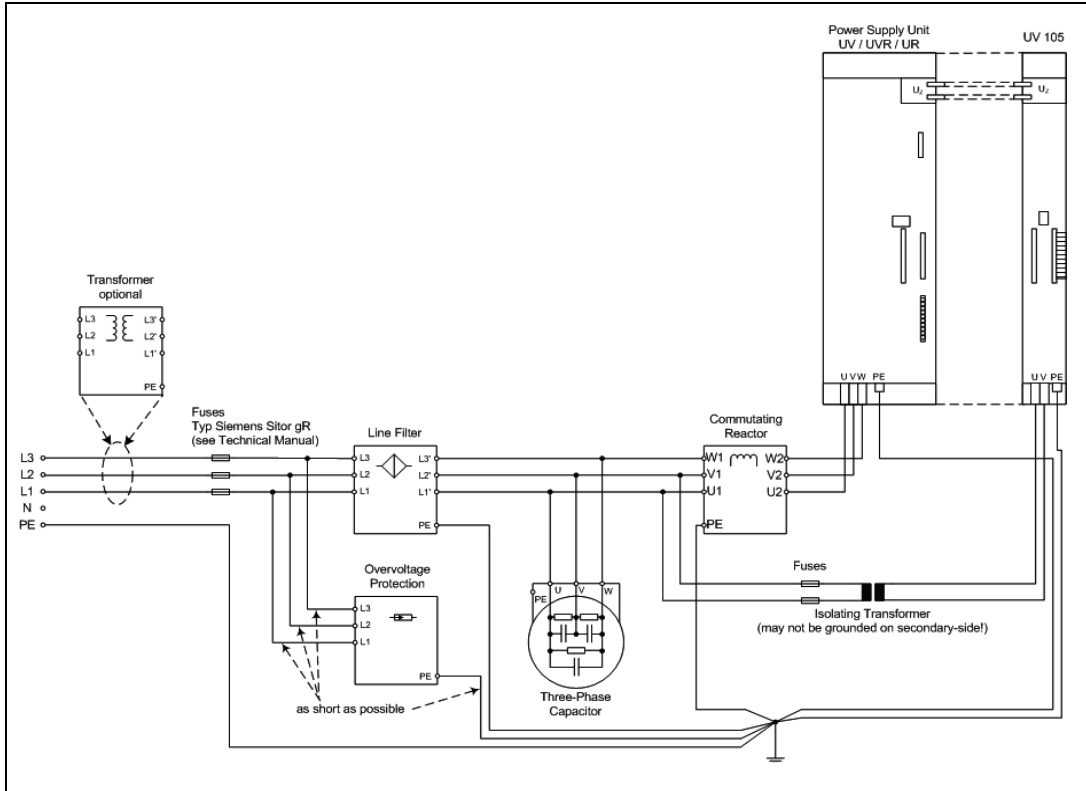 Power Supply Unit
UV / UVR / UR
UV 105
U2
U2
Transformer
optional
L3
L3'
L2
L2'
L1
L1'
PE
U V W
PE
U V
PE
Fuses
Typ Siemens Sitor gR
(see Technical Manual)
Line Filter
Commutating
Reactor
L3
L2
L1
N
PE
L3
L3'
L2
L2'
L1
L1'
PE
W1
W2
V1
V2
U1
U2
PE
Overvoltage
Protection
L3
L2
L1
PE
as short as possible
PE
U
V
W
Three-Phase
Capacitor
Fuses
Isolating Transformer
(may not be grounded on secondary-side!)